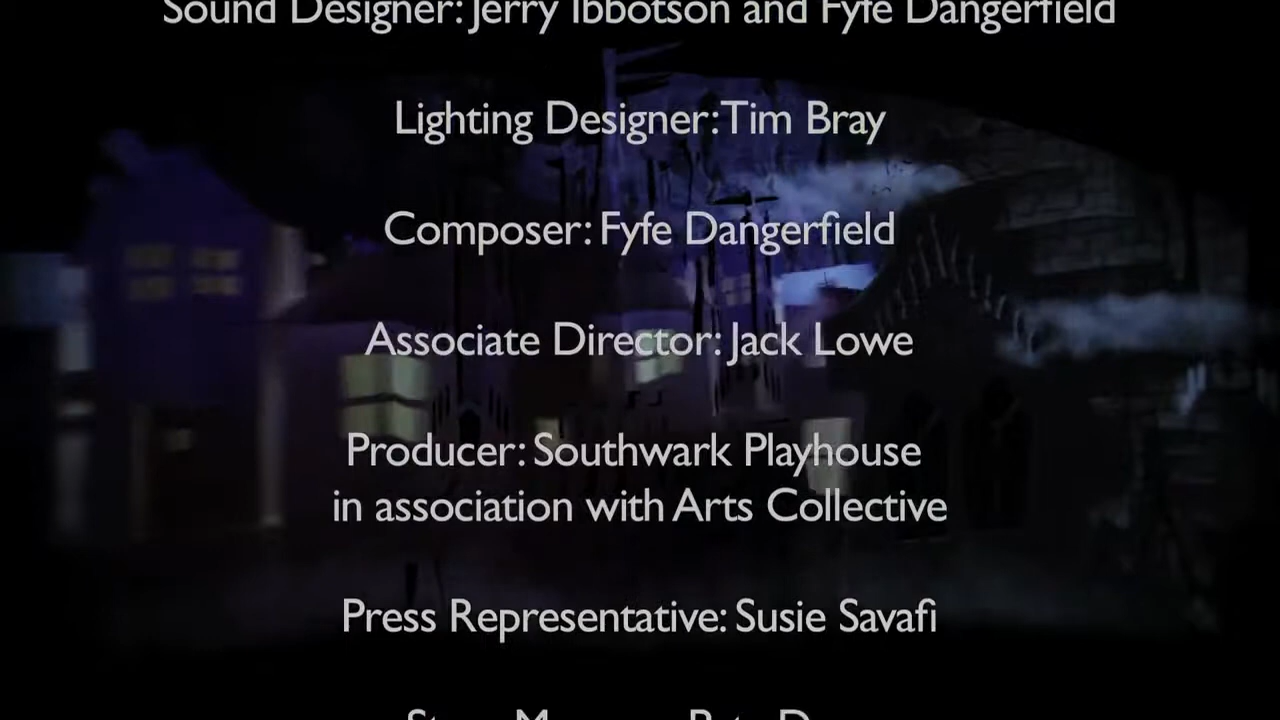 Sound Designer: Jerry Ibbotson and Fyfe Dangerfield
Lighting Designer: Tim Bray
Composer: Fyfe Dangerfield
Associate Director: Jack Lowe
Producer: Southwark Playhouse
in association with Arts Collective
Press Representative: Susie Savafi